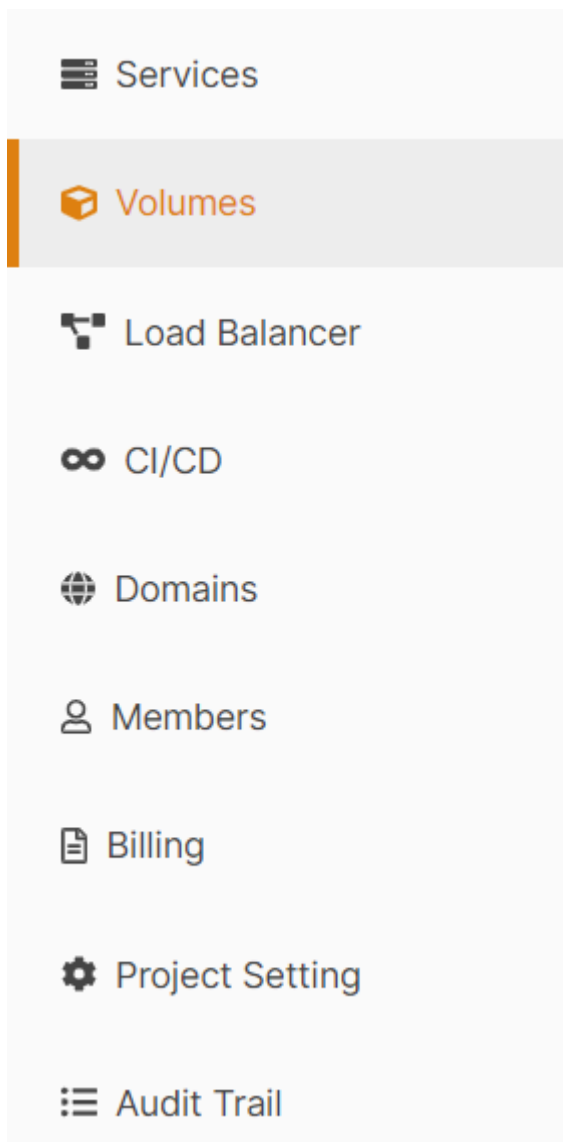 Services
Volumes
Load Balancer
CI/CD
Domains
Members
Billing
Project Setting
Audit Trail